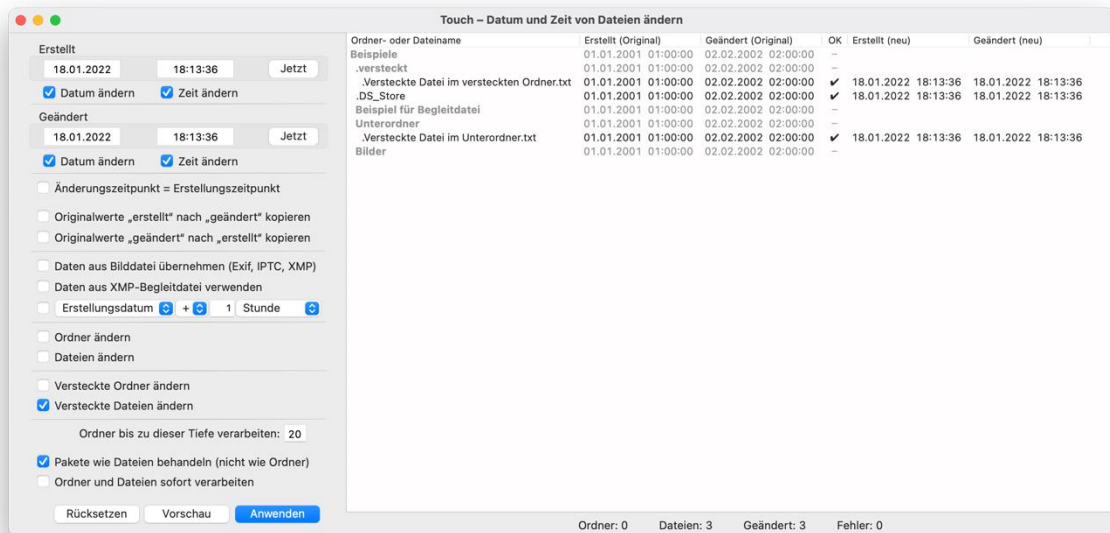 Touch – Datum und Zeit von Dateien ändern
Erstellt
18.01.2022 18:13:36 Jetzt
Datum ändern Zeit ändern
Geändert
18.01.2022 18:13:36 Jetzt
Datum ändern Zeit ändern
Änderungszeitpunkt = Erstellungszeitpunkt
Originalwerte „erstellt“ nach „geändert“ kopieren
Originalwerte „geändert“ nach „erstellt“ kopieren
Daten aus Bilddatei übernehmen (Exif, IPTC, XMP)
Daten aus XMP-Begleitdatei verwenden
Erstellungsdatum + 1 Stunde
Ordner ändern
Dateien ändern
Versteckte Ordner ändern
Versteckte Dateien ändern
Ordner bis zu dieser Tiefe verarbeiten: 20
Pakete wie Dateien behandeln (nicht wie Ordner)
Ordner und Dateien sofort verarbeiten
Rücksetzen Vorschau Anwenden
Ordner- oder Dateiname Erstellt (Original) Geändert (Original) OK Erstellt (neu) Geändert (neu)
Beispiele 01.01.2001 01:00:00 02.02.2002 02:00:00 –
.versteckt 01.01.2001 01:00:00 02.02.2002 02:00:00 –
.Versteckte Datei im versteckten Ordner.txt 01.01.2001 01:00:00 02.02.2002 02:00:00 ✔ 18.01.2022 18:13:36 18.01.2022 18:13:36
.DS_Store 01.01.2001 01:00:00 02.02.2002 02:00:00 ✔ 18.01.2022 18:13:36 18.01.2022 18:13:36
Beispiel für Begleitdatei 01.01.2001 01:00:00 02.02.2002 02:00:00 –
Unterordner 01.01.2001 01:00:00 02.02.2002 02:00:00 –
.Versteckte Datei im Unterordner.txt 01.01.2001 01:00:00 02.02.2002 02:00:00 ✔ 18.01.2022 18:13:36 18.01.2022 18:13:36
Bilder 01.01.2001 01:00:00 02.02.2002 02:00:00 –
Ordner: 0 Dateien: 3 Geändert: 3 Fehler: 0